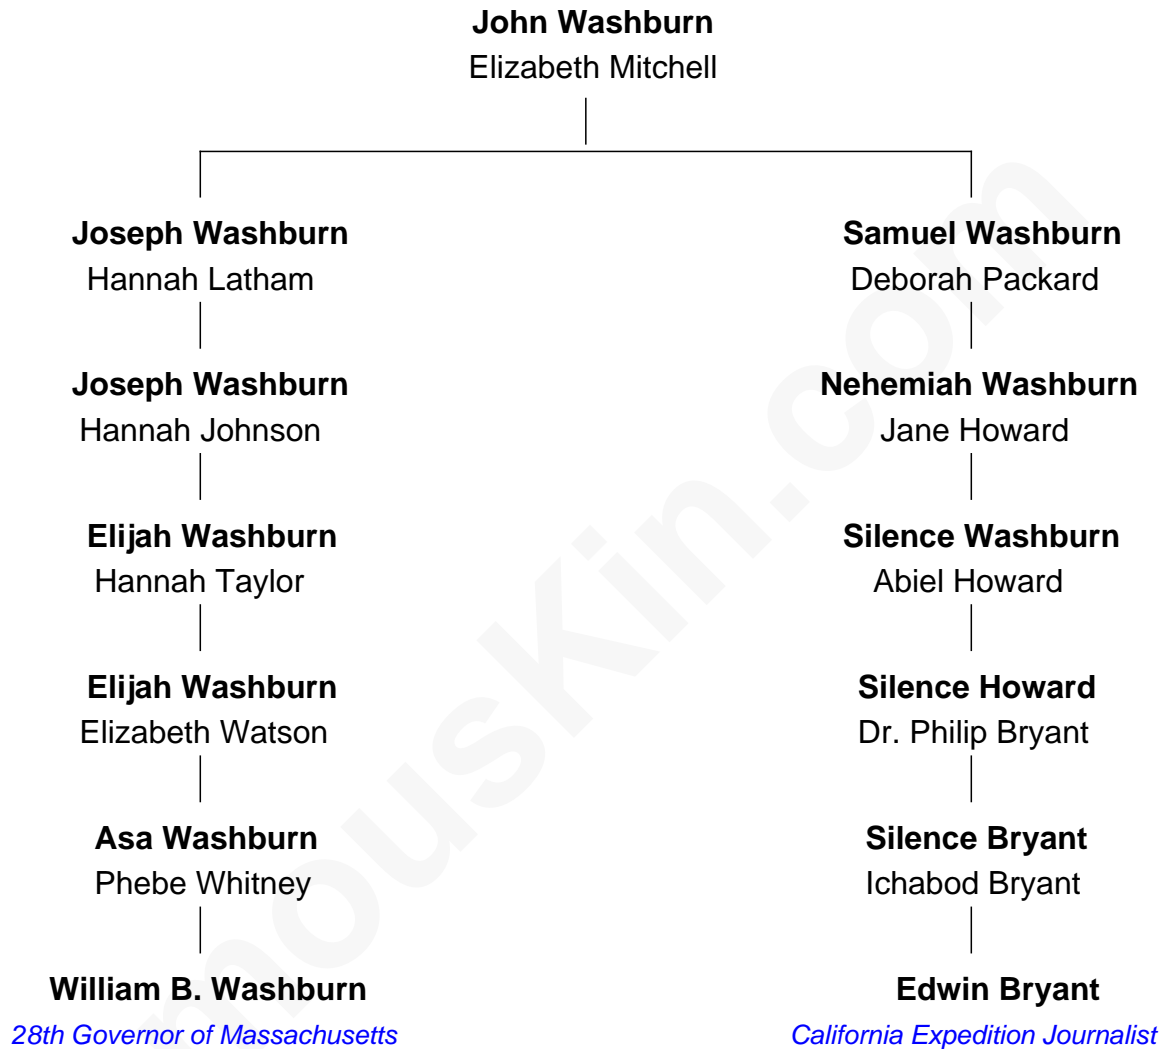 John Washburn
Elizabeth Mitchell
Joseph Washburn
Hannah Latham
Samuel Washburn
Deborah Packard
Joseph Washburn
Hannah Johnson
Nehemiah Washburn
Jane Howard
Elijah Washburn
Hannah Taylor
Silence Washburn
Abiel Howard
Elijah Washburn
Elizabeth Watson
Silence Howard
Dr. Philip Bryant
Asa Washburn
Phebe Whitney
Silence Bryant
Ichabod Bryant
William B. Washburn
28th Governor of Massachusetts
Edwin Bryant
California Expedition Journalist
mousKin.com